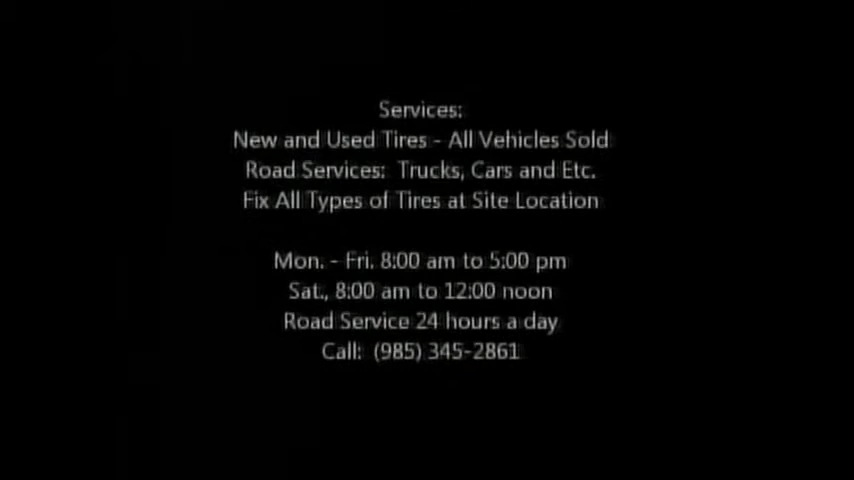 Services:
New and Used Tires - All Vehicles Sold
Road Services:  Trucks, Cars and Etc.
Fix All Types of Tires at Site Location
Mon. - Fri. 8:00 am to 5:00 pm
Sat., 8:00 am to 12:00 noon
Road Service 24 hours a day
Call:  (985) 345-2861